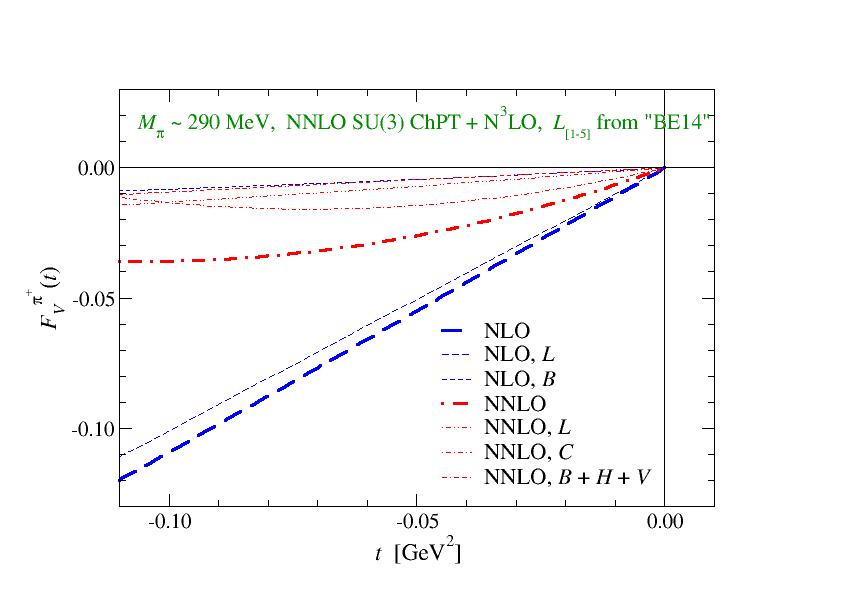 M_π ~ 290 MeV, NNLO SU(3) ChPT + N^3LO, L_[1-5] from "BE14"
0.00
-0.05
-0.10
F_V^π^+(t)
NLO
NLO, L
NLO, B
NNLO
NNLO, L
NNLO, C
NNLO, B + H + V
-0.10 -0.05 0.00
t [GeV^2]